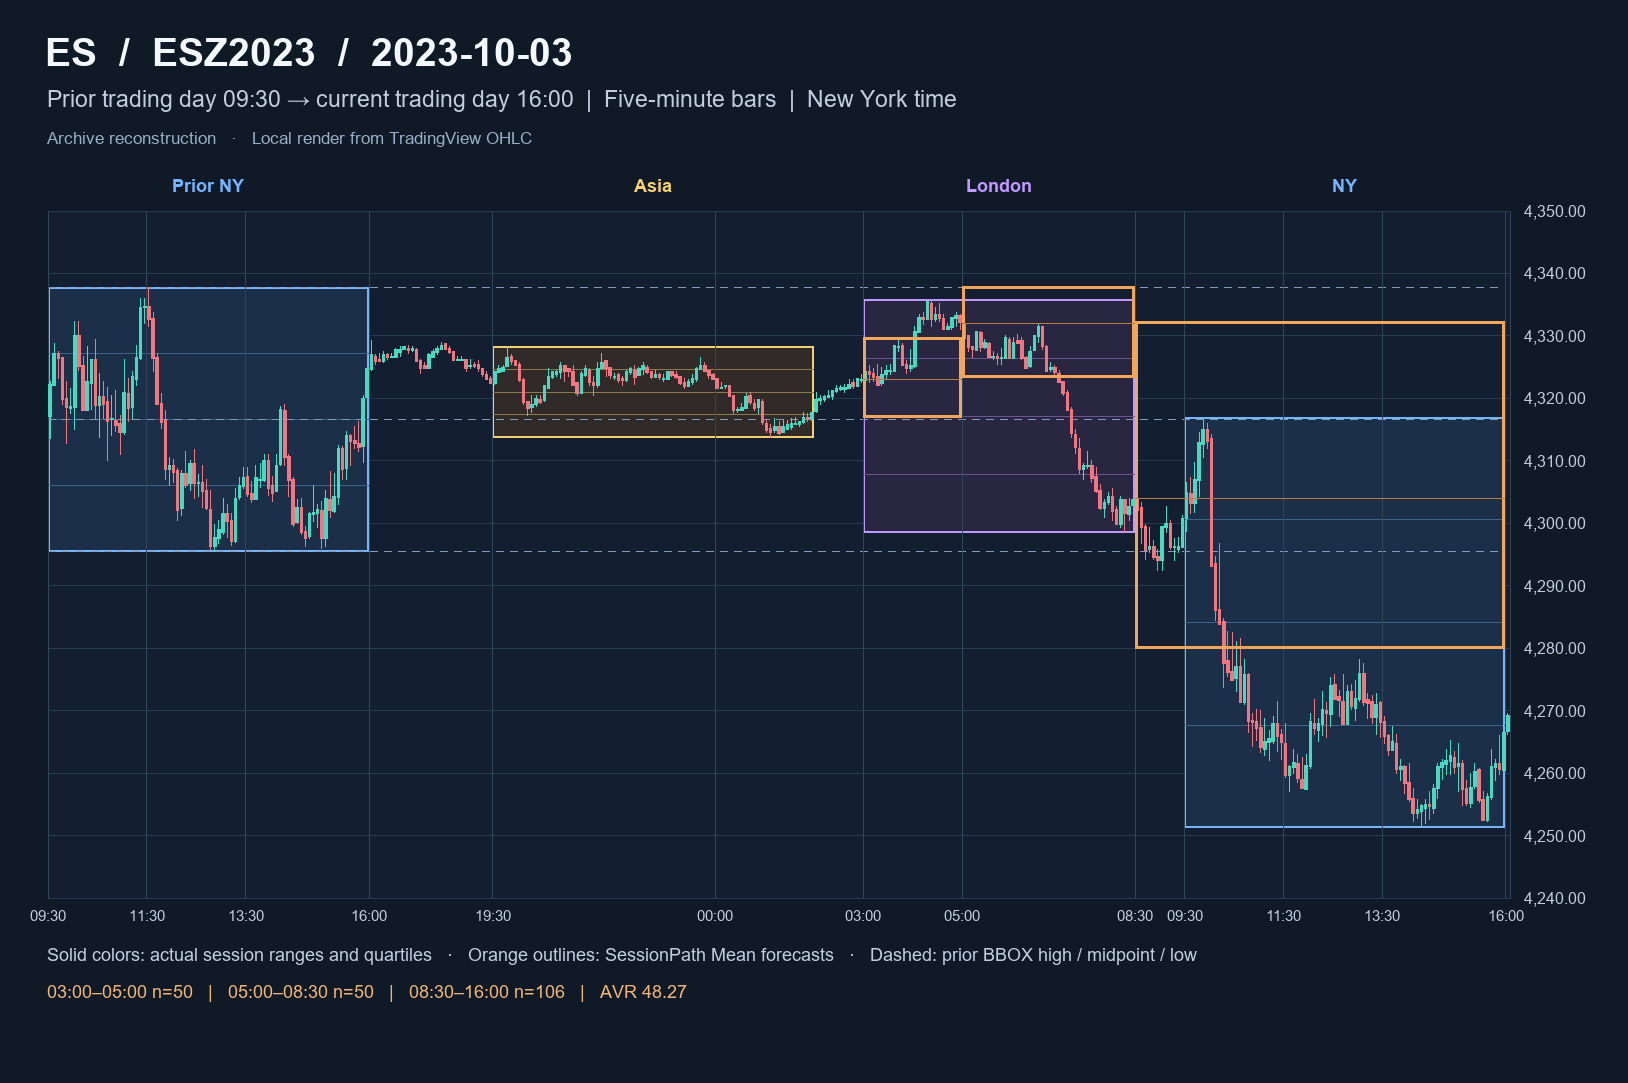 ES / ESZ2023 / 2023-10-03
Prior trading day 09:30 → current trading day 16:00 | Five-minute bars | New York time
Archive reconstruction · Local render from TradingView OHLC
Prior NY Asia London NY
4,350.00
4,340.00
4,330.00
4,320.00
4,310.00
4,300.00
4,290.00
4,280.00
4,270.00
4,260.00
4,250.00
4,240.00
09:30 11:30 13:30 16:00 19:30 00:00 03:00 05:00 08:30 09:30 11:30 13:30 16:00
Solid colors: actual session ranges and quartiles · Orange outlines: SessionPath Mean forecasts · Dashed: prior BBOX high / midpoint / low
03:00–05:00 n=50 | 05:00–08:30 n=50 | 08:30–16:00 n=106 | AVR 48.27